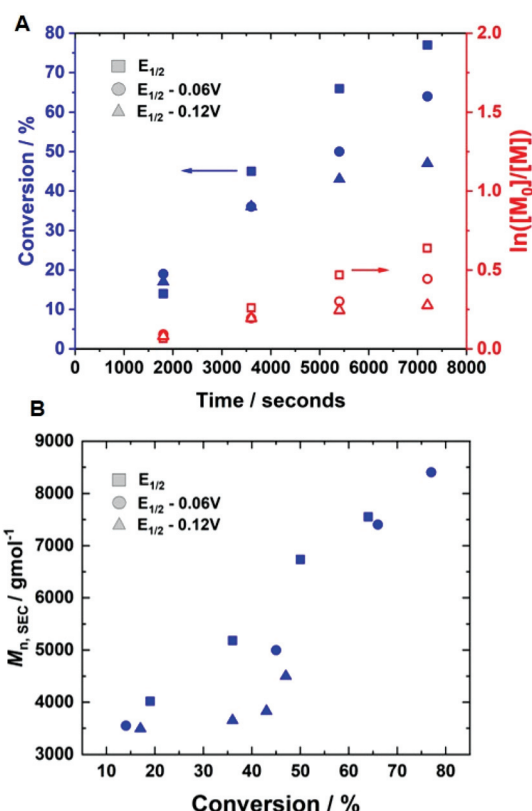 A
80
70
60
50
40
30
20
10
0
Conversion / %
E1/2
E1/2 - 0.06V
E1/2 - 0.12V
2.0
1.5
1.0
0.5
0.0
ln([M0]/[M])
0 1000 2000 3000 4000 5000 6000 7000 8000
Time / seconds
B
9000
8000
7000
6000
5000
4000
3000
Mn, SEC / gmol-1
E1/2
E1/2 - 0.06V
E1/2 - 0.12V
10 20 30 40 50 60 70 80
Conversion / %